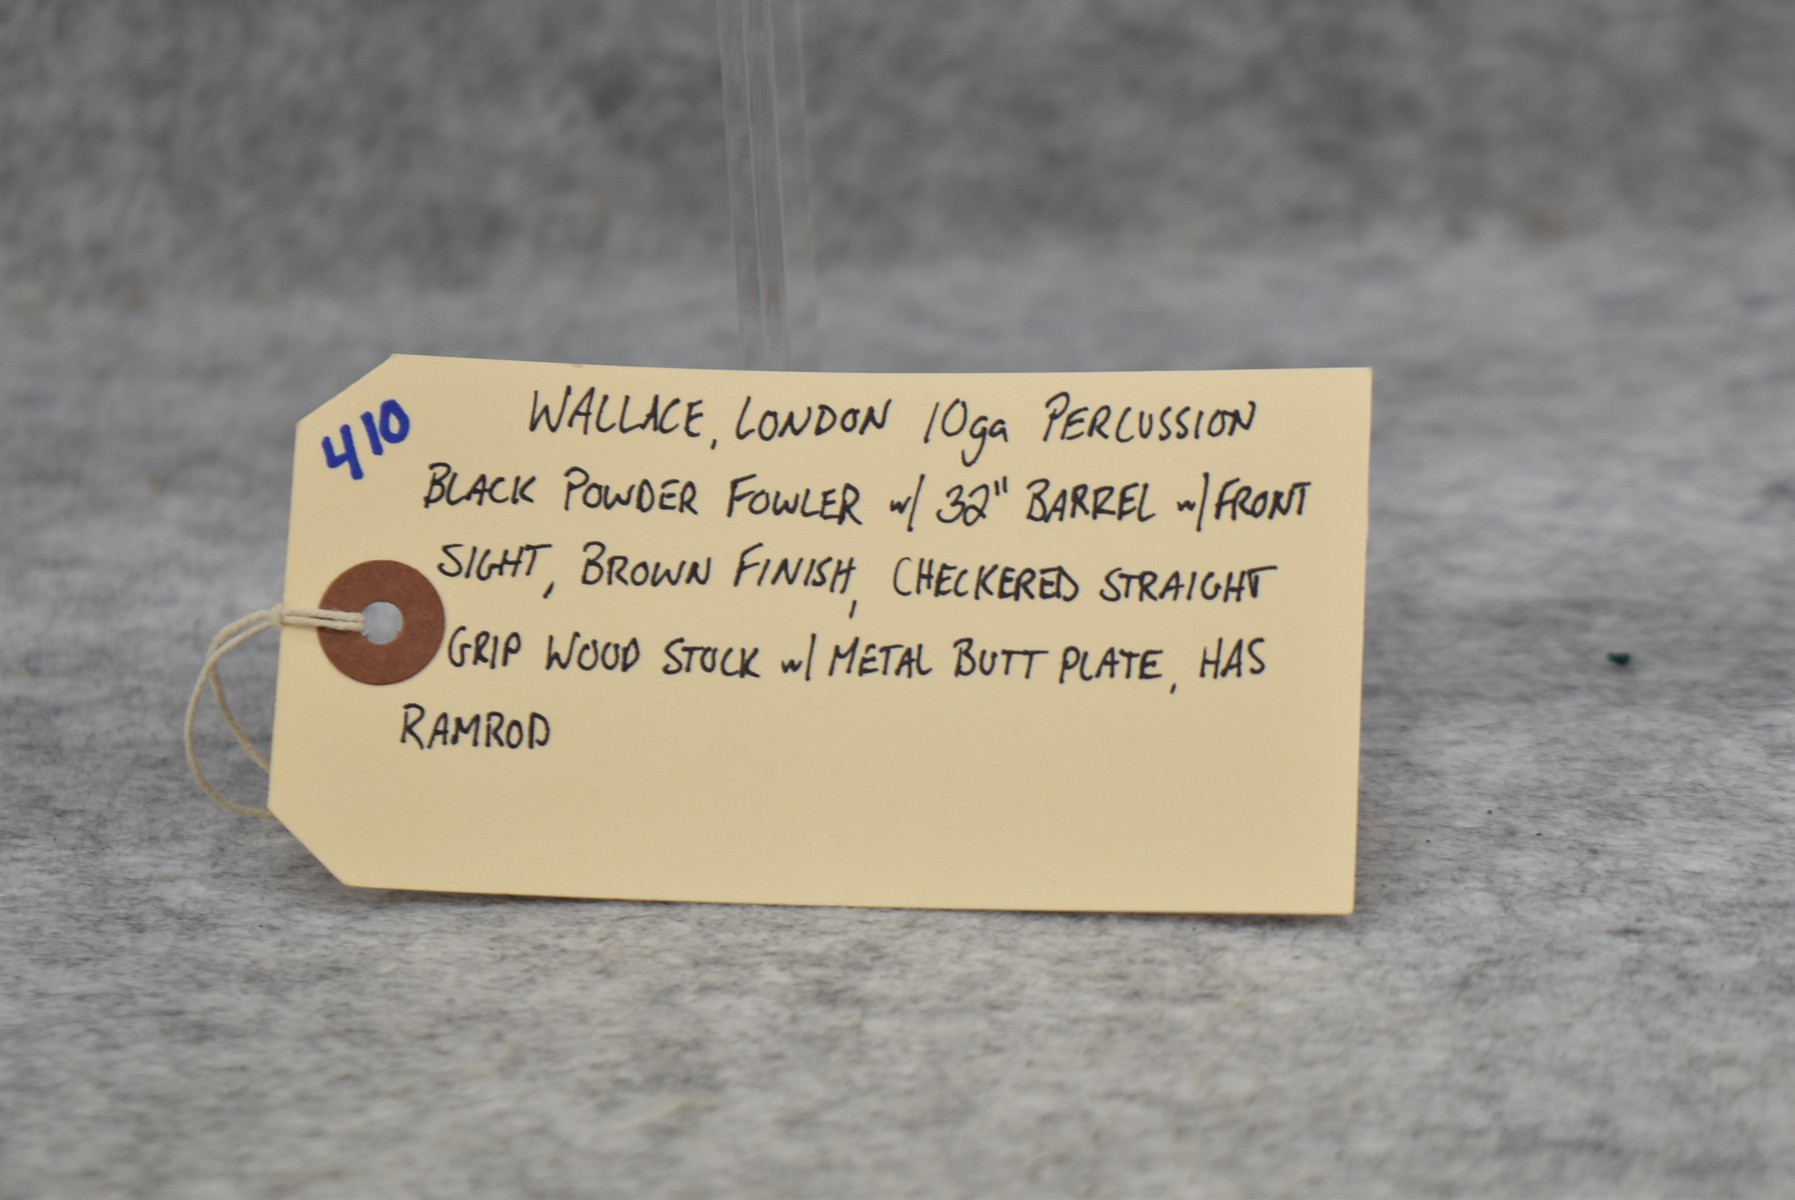 410
WALLACE, LONDON 10ga PERCUSSION
BLACK POWDER FOWLER w/ 32" BARREL w/ FRONT
SIGHT, BROWN FINISH, CHECKERED STRAIGHT
GRIP WOOD STOCK w/ METAL BUTT PLATE, HAS
RAMROD